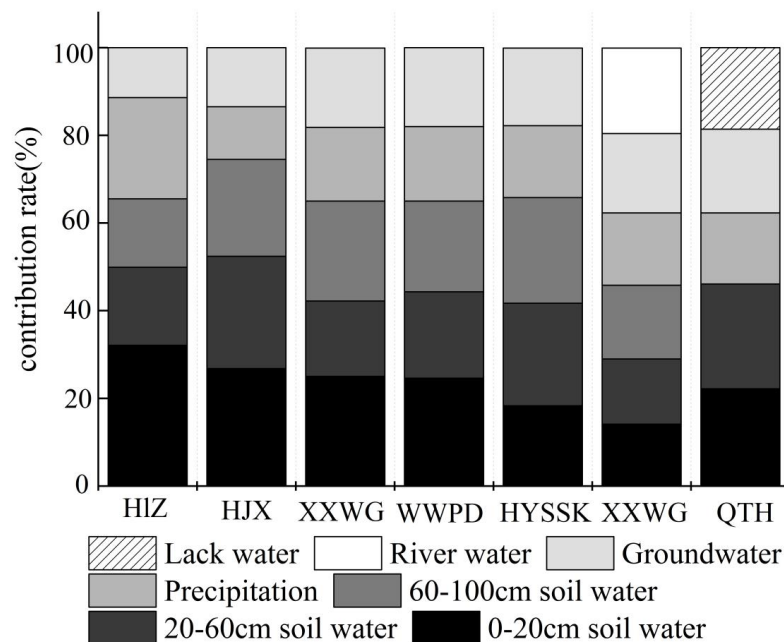 contribution rate(%)
100
80
60
40
20
0
HIZ HJX XXWG WWPD HYSSK XXWG QTH
Lack water River water Groundwater
Precipitation 60-100cm soil water
20-60cm soil water 0-20cm soil water